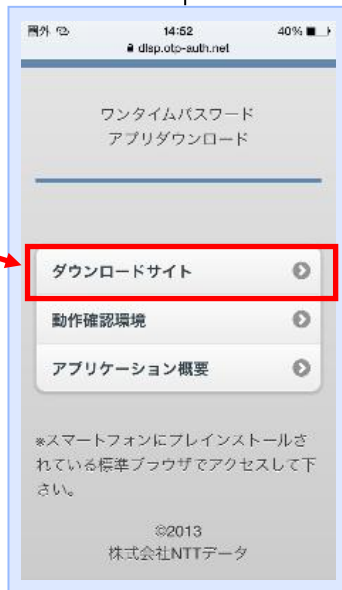 圏外 14:52 40%
dlsp.otp-auth.net
ワンタイムパスワード
アプリダウンロード
ダウンロードサイト
動作確認環境
アプリケーション概要
※スマートフォンにプレインストールさ
れている標準ブラウザでアクセスして下
さい。
©2013
株式会社NTTデータ